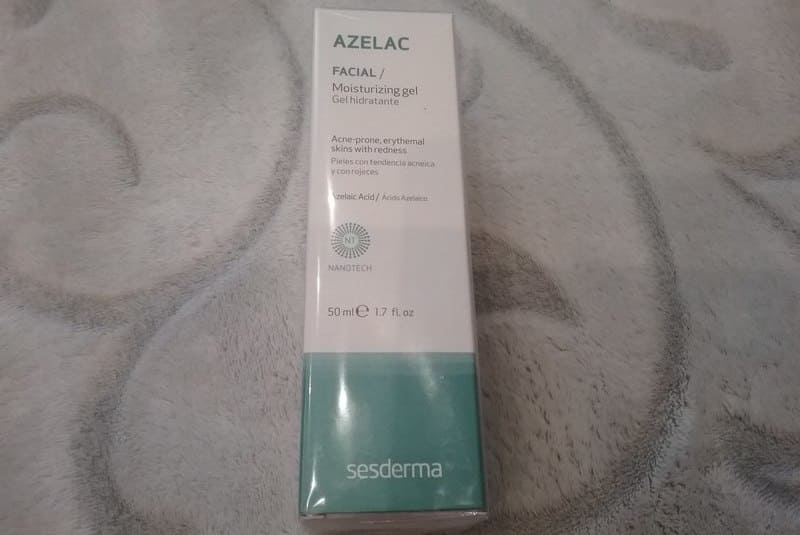 AZELAC
FACIAL /
Moisturizing gel
Gel hidratante
Acne-prone, erythemal
skins with redness
Pieles con tendencia acneica
y con rojeces
Azelaic Acid / Ácido Azelaico
NT
NANOTECH
50 ml ℮ 1.7 fl. oz
sesderma